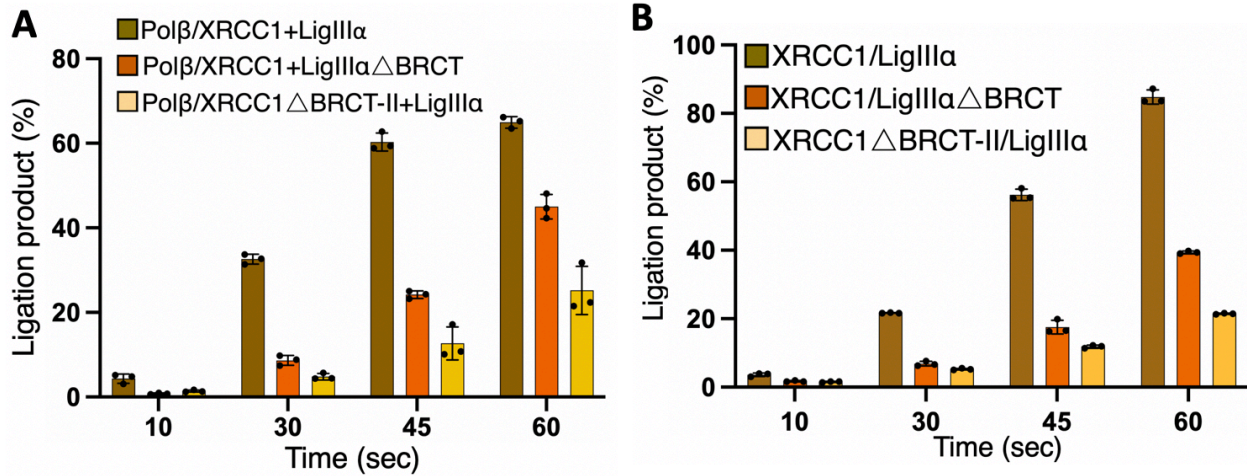 A
Polβ/XRCC1+LigIIIα
Polβ/XRCC1+LigIIIα△BRCT
Polβ/XRCC1△BRCT-II+LigIIIα
Ligation product (%)
80
60
40
20
0
10 30 45 60
Time (sec)
B
XRCC1/LigIIIα
XRCC1/LigIIIα△BRCT
XRCC1△BRCT-II/LigIIIα
Ligation product (%)
100
80
60
40
20
0
10 30 45 60
Time (sec)